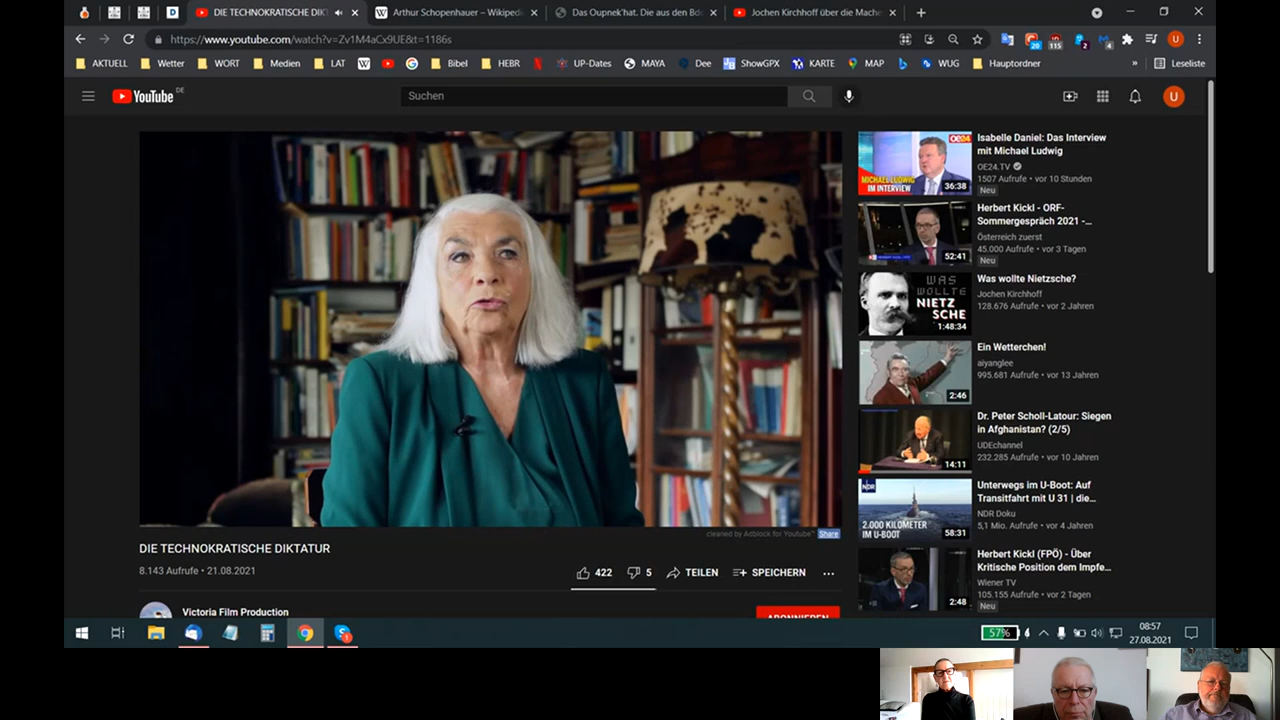 DIE TECHNOKRATISCHE DIKT
Arthur Schopenhauer – Wikiped
Das Oupnek'hat. Die aus den
Jochen Kirchhoff über die Mache
https://www.youtube.com/watch?v=Zv1M4aCx9UE&t=1186s
20
115
2
4
U
AKTUELL
Wetter
WORT
Medien
LAT
Bibel
HEBR
UP-Dates
MAYA
Dee
ShowGPX
KARTE
MAP
WUG
Hauptordner
»
Leseliste
YouTube DE
Suchen
U
OE24
MICHAEL LUDWIG
IM INTERVIEW
36:38
Isabelle Daniel: Das Interview
mit Michael Ludwig
OE24.TV
1507 Aufrufe • vor 10 Stunden
Neu
52:41
Herbert Kickl - ORF-
Sommergespräch 2021 -...
Österreich zuerst
45.000 Aufrufe • vor 3 Tagen
Neu
WAS
WOLLTE
NIETZ
SCHE
1:48:34
Was wollte Nietzsche?
Jochen Kirchhoff
128.676 Aufrufe • vor 2 Jahren
2:46
Ein Wetterchen!
aiyanglee
995.681 Aufrufe • vor 13 Jahren
14:11
Dr. Peter Scholl-Latour: Siegen
in Afghanistan? (2/5)
UDEchannel
232.285 Aufrufe • vor 10 Jahren
NDR
2.000 KILOMETER
IM U-BOOT
58:31
Unterwegs im U-Boot: Auf
Transitfahrt mit U 31 | die...
NDR Doku
5,1 Mio. Aufrufe • vor 4 Jahren
2:48
Herbert Kickl (FPÖ) - Über
Kritische Position dem Impfe...
Wiener TV
105.155 Aufrufe • vor 2 Tagen
Neu
cleaned by Adblock for Youtube™
Share
DIE TECHNOKRATISCHE DIKTATUR
8.143 Aufrufe • 21.08.2021
422
5
TEILEN
SPEICHERN
...
Victoria Film Production
ABONNIEREN
57%
08:57
27.08.2021